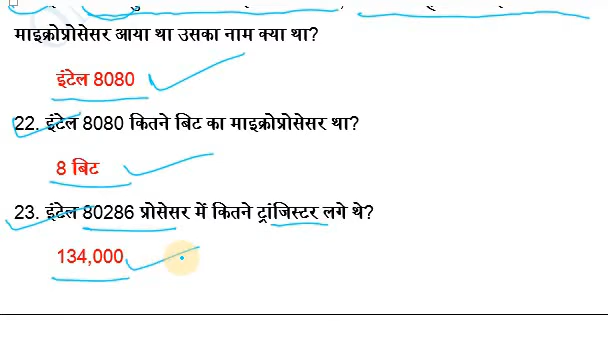 माइक्रोप्रोसेसर आया था उसका नाम क्या था?
इंटेल 8080
22. इंटेल 8080 कितने बिट का माइक्रोप्रोसेसर था?
8 बिट
23. इंटेल 80286 प्रोसेसर में कितने ट्रांजिस्टर लगे थे?
134,000